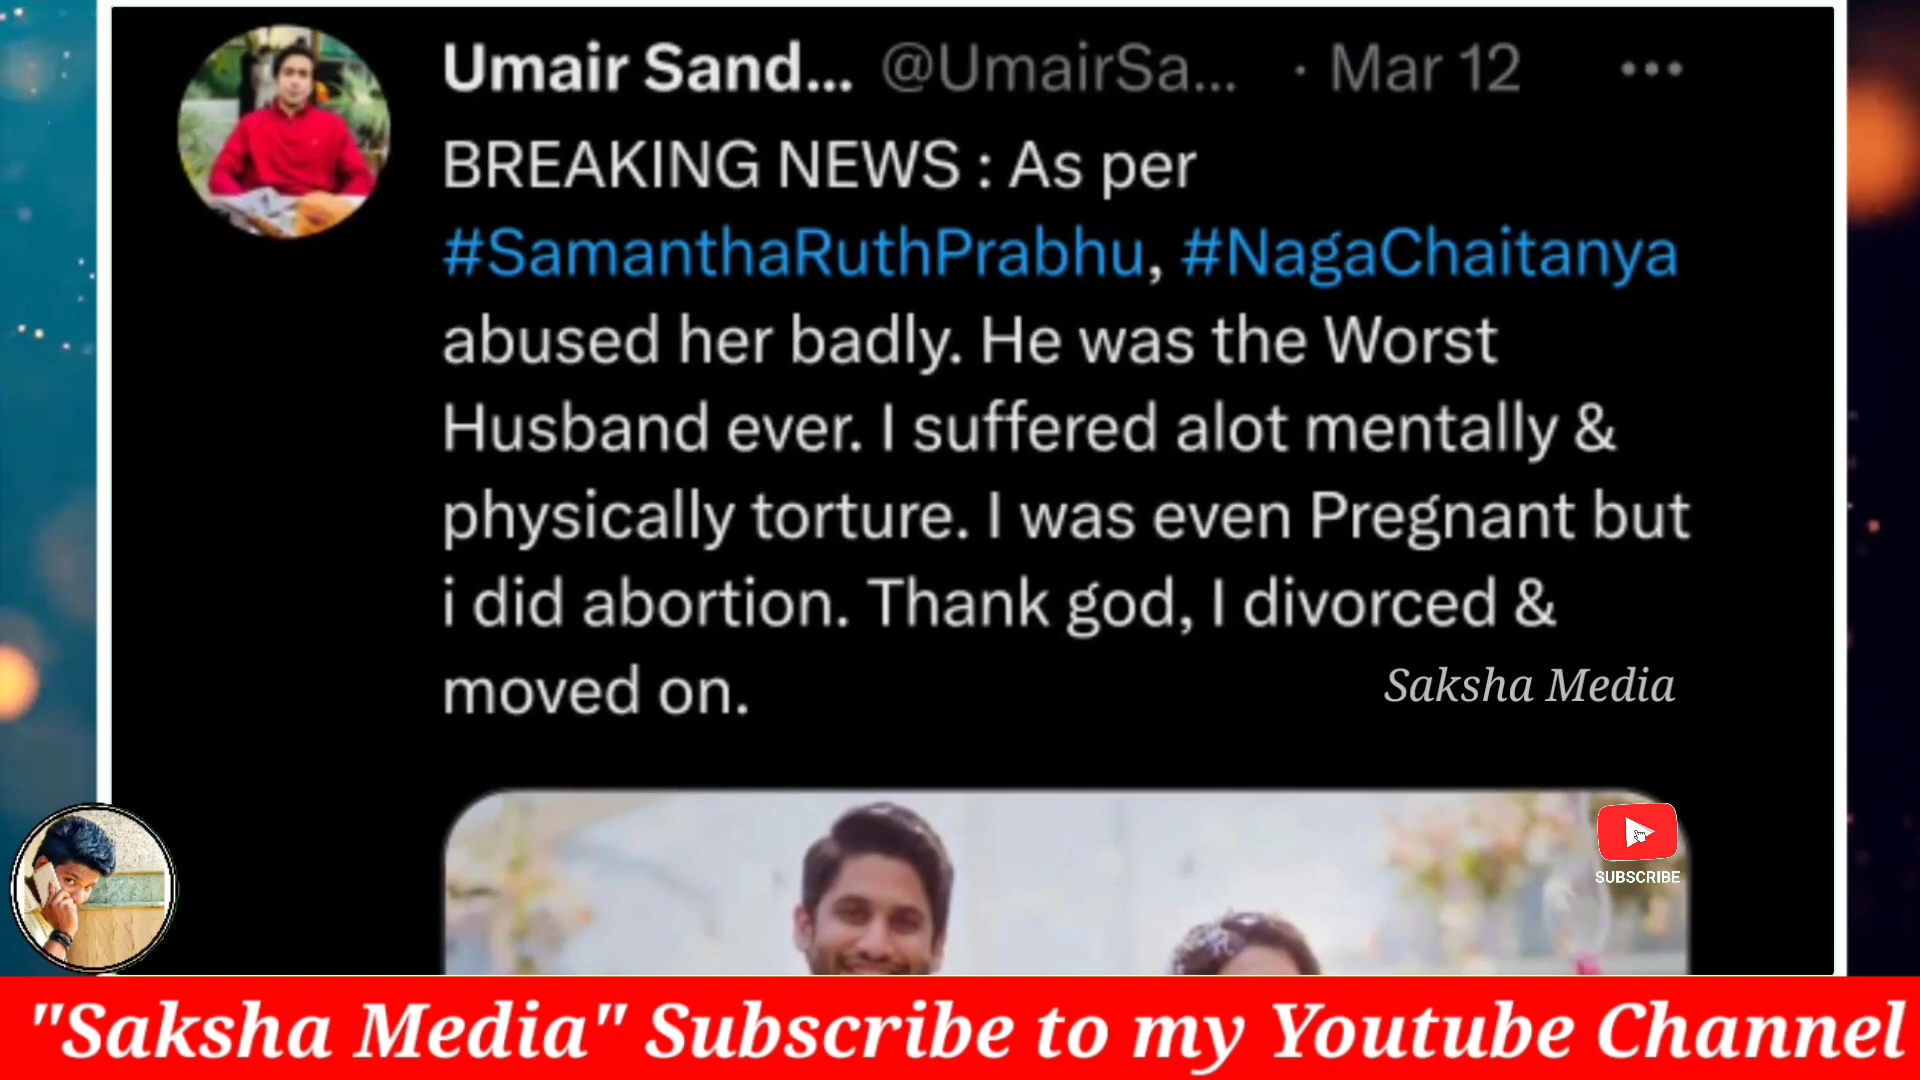 Umair Sand... @UmairSa... · Mar 12 ...
BREAKING NEWS : As per
#SamanthaRuthPrabhu, #NagaChaitanya
abused her badly. He was the Worst
Husband ever. I suffered alot mentally &
physically torture. I was even Pregnant but
i did abortion. Thank god, I divorced &
moved on.
Saksha Media
SUBSCRIBE
"Saksha Media" Subscribe to my Youtube Channel